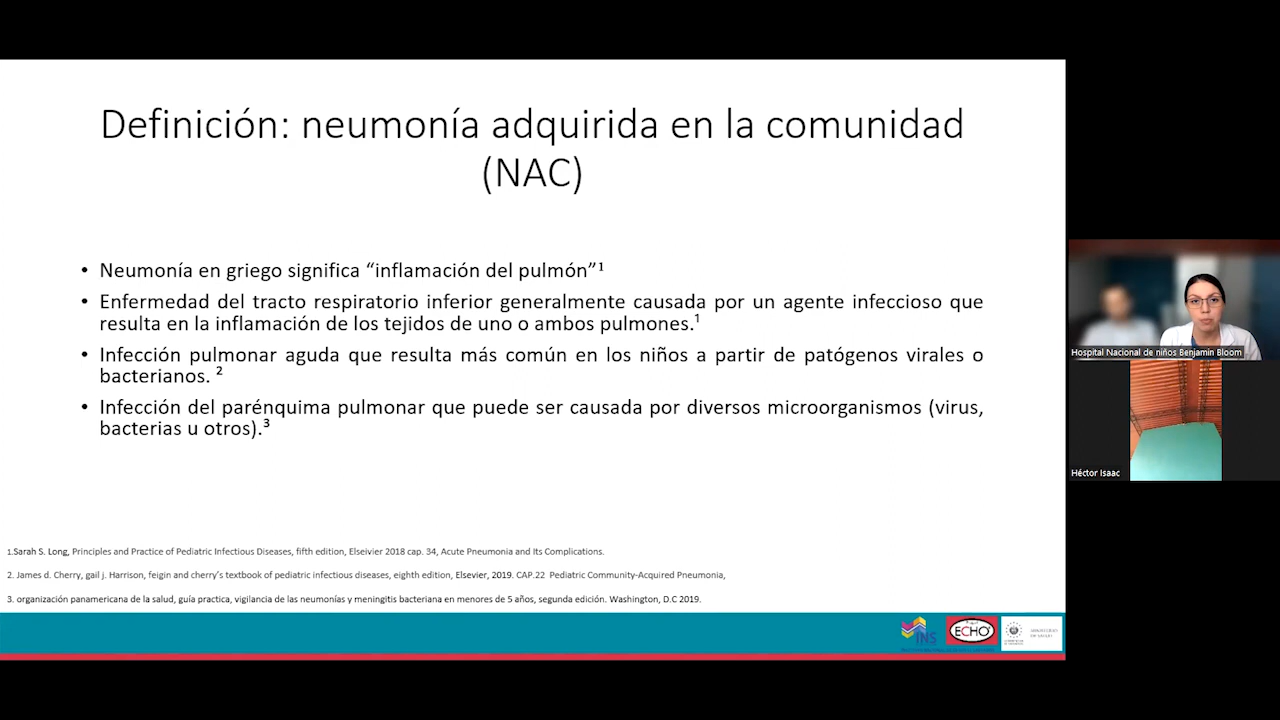 Definición: neumonía adquirida en la comunidad
(NAC)
• Neumonía en griego significa “inflamación del pulmón”¹
• Enfermedad del tracto respiratorio inferior generalmente causada por un agente infeccioso que
resulta en la inflamación de los tejidos de uno o ambos pulmones.¹
• Infección pulmonar aguda que resulta más común en los niños a partir de patógenos virales o
bacterianos. ²
• Infección del parénquima pulmonar que puede ser causada por diversos microorganismos (virus,
bacterias u otros).³
1.Sarah S. Long, Principles and Practice of Pediatric Infectious Diseases, fifth edition, Elseivier 2018 cap. 34, Acute Pneumonia and Its Complications.
2. James d. Cherry, gail j. Harrison, feigin and cherry’s textbook of pediatric infectious diseases, eighth edition, Elsevier, 2019. CAP.22 Pediatric Community-Acquired Pneumonia,
3. organización panamericana de la salud, guía practica, vigilancia de las neumonías y meningitis bacteriana en menores de 5 años, segunda edición. Washington, D.C 2019.
INS
ECHO
Hospital Nacional de niños Benjamin Bloom
Héctor Isaac